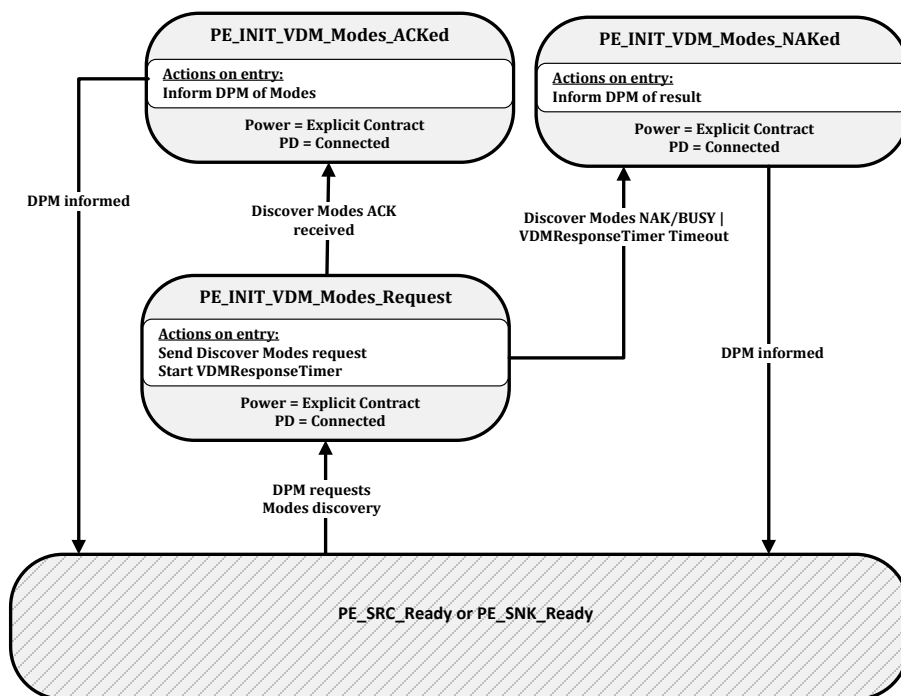 PE_INIT_VDM_Modes_ACKed
Actions on entry:
Inform DPM of Modes
Power = Explicit Contract
PD = Connected
PE_INIT_VDM_Modes_NAKed
Actions on entry:
Inform DPM of result
Power = Explicit Contract
PD = Connected
DPM informed
Discover Modes ACK
received
Discover Modes NAK/BUSY |
VDMResponseTimer Timeout
PE_INIT_VDM_Modes_Request
Actions on entry:
Send Discover Modes request
Start VDMResponseTimer
Power = Explicit Contract
PD = Connected
DPM informed
DPM requests
Modes discovery
PE_SRC_Ready or PE_SNK_Ready